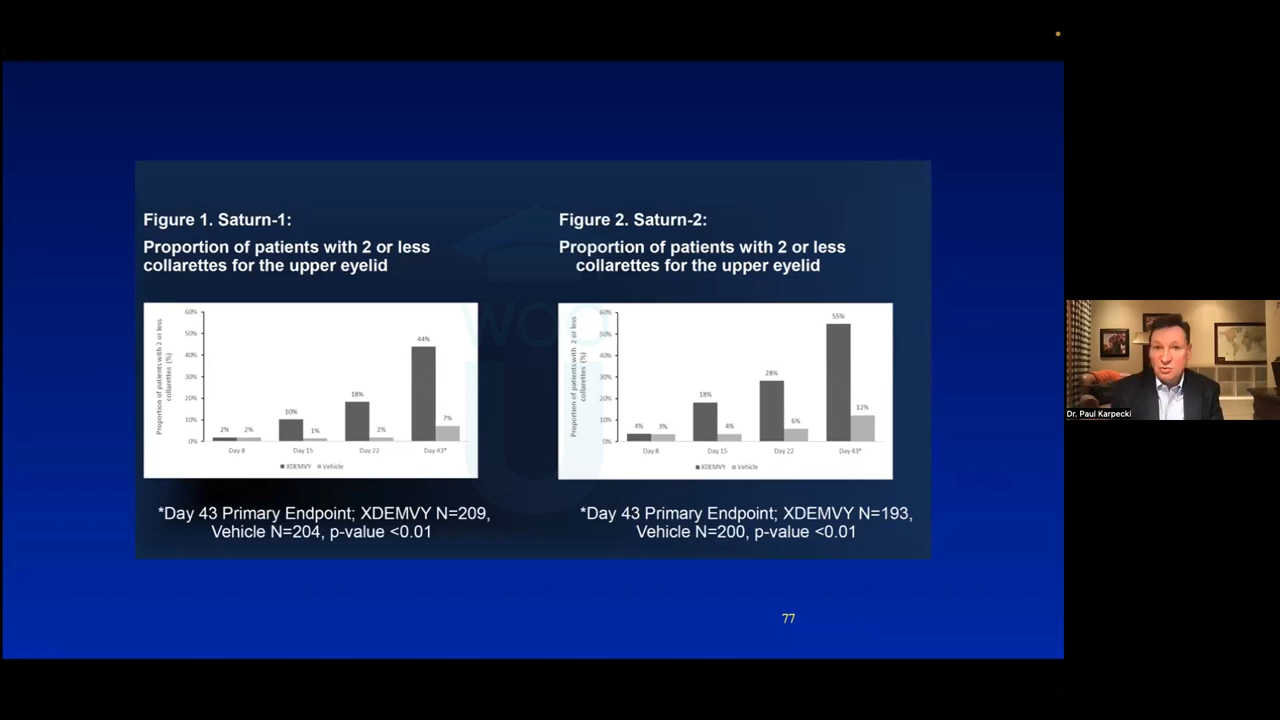 Figure 1. Saturn-1:
Proportion of patients with 2 or less
collarettes for the upper eyelid
Proportion of patients with 2 or less
collarettes (%)
60%
50%
40%
30%
20%
10%
0%
2%
2%
10%
1%
18%
2%
44%
7%
Day 8
Day 15
Day 22
Day 43*
XDEMVY
Vehicle
*Day 43 Primary Endpoint; XDEMVY N=209,
Vehicle N=204, p-value <0.01
Figure 2. Saturn-2:
Proportion of patients with 2 or less
collarettes for the upper eyelid
Proportion of patients with 2 or less
collarettes (%)
60%
50%
40%
30%
20%
10%
0%
4%
3%
18%
4%
28%
6%
55%
12%
Day 8
Day 15
Day 22
Day 43*
XDEMVY
Vehicle
*Day 43 Primary Endpoint; XDEMVY N=193,
Vehicle N=200, p-value <0.01
WOO
U
77
Dr. Paul Karpecki